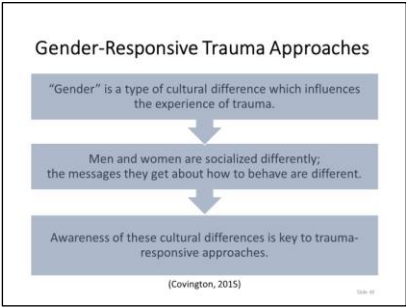 Gender-Responsive Trauma Approaches
“Gender” is a type of cultural difference which influences
the experience of trauma.
Men and women are socialized differently;
the messages they get about how to behave are different.
Awareness of these cultural differences is key to trauma-
responsive approaches.
(Covington, 2015)